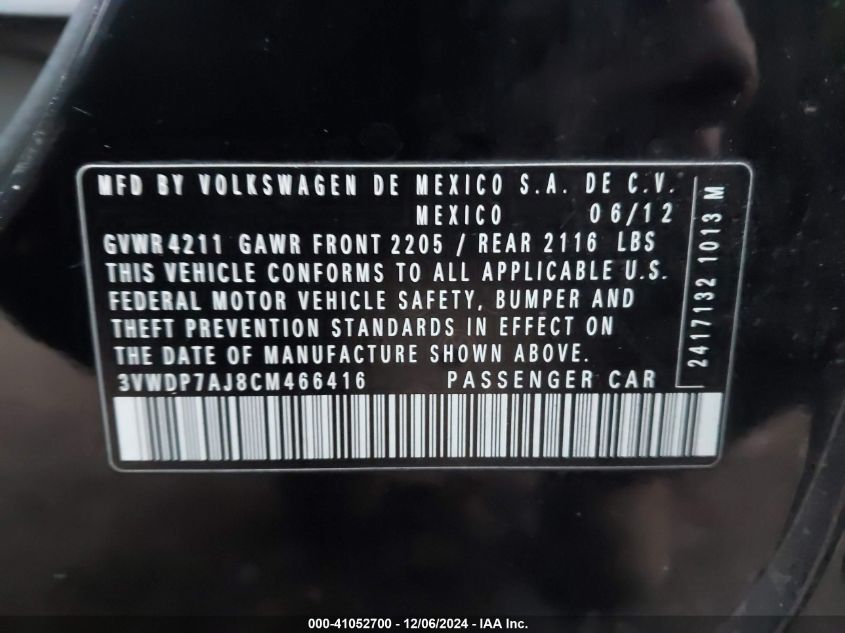 MFD BY VOLKSWAGEN DE MEXICO S.A. DE C.V.
MEXICO 06/12
GVWR 4211 GAWR FRONT 2205 / REAR 2116 LBS
THIS VEHICLE CONFORMS TO ALL APPLICABLE U.S.
FEDERAL MOTOR VEHICLE SAFETY, BUMPER AND
THEFT PREVENTION STANDARDS IN EFFECT ON
THE DATE OF MANUFACTURE SHOWN ABOVE.
3VWDP7AJ8CM466416 PASSENGER CAR
2417132 1013 M
000-41052700 - 12/06/2024 - IAA Inc.